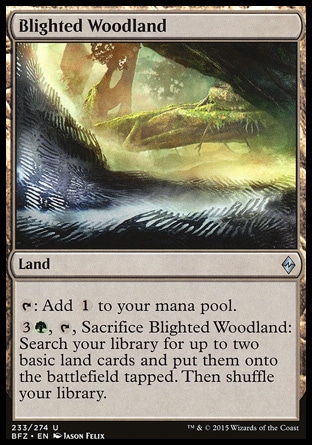 Blighted Woodland
Land
: Add 1 to your mana pool.
3 , , Sacrifice Blighted Woodland:
Search your library for up to two
basic land cards and put them onto
the battlefield tapped. Then shuffle
your library.
233/274 U
BFZ • EN Jason Felix
™ & © 2015 Wizards of the Coast